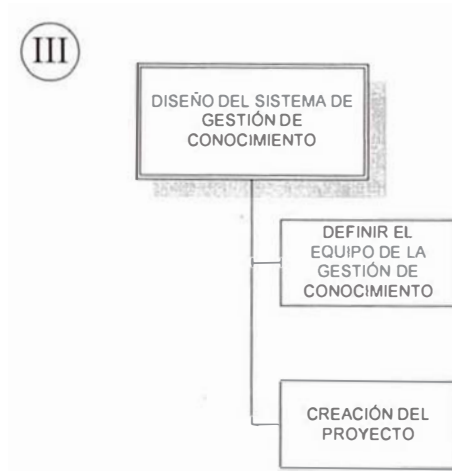 III
DISEÑO DEL SISTEMA DE
GESTIÓN DE
CONOCIMIENTO
DEFINIR EL
EQUIPO DE LA
GESTIÓN DE
CONOCIMIENTO
CREACIÓN DEL
PROYECTO